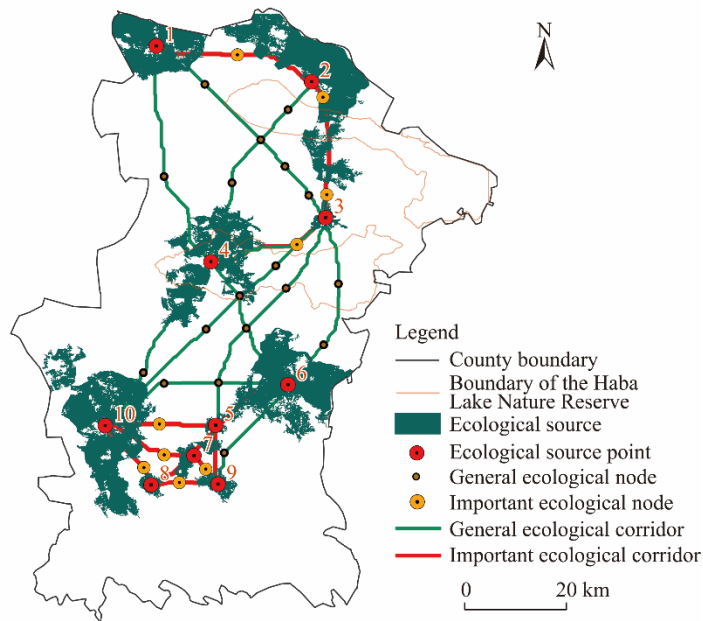 1
N
2
3
4
6
10
5
7
8
9
Legend
County boundary
Boundary of the Haba
Lake Nature Reserve
Ecological source
Ecological source point
General ecological node
Important ecological node
General ecological corridor
Important ecological corridor
0 20 km